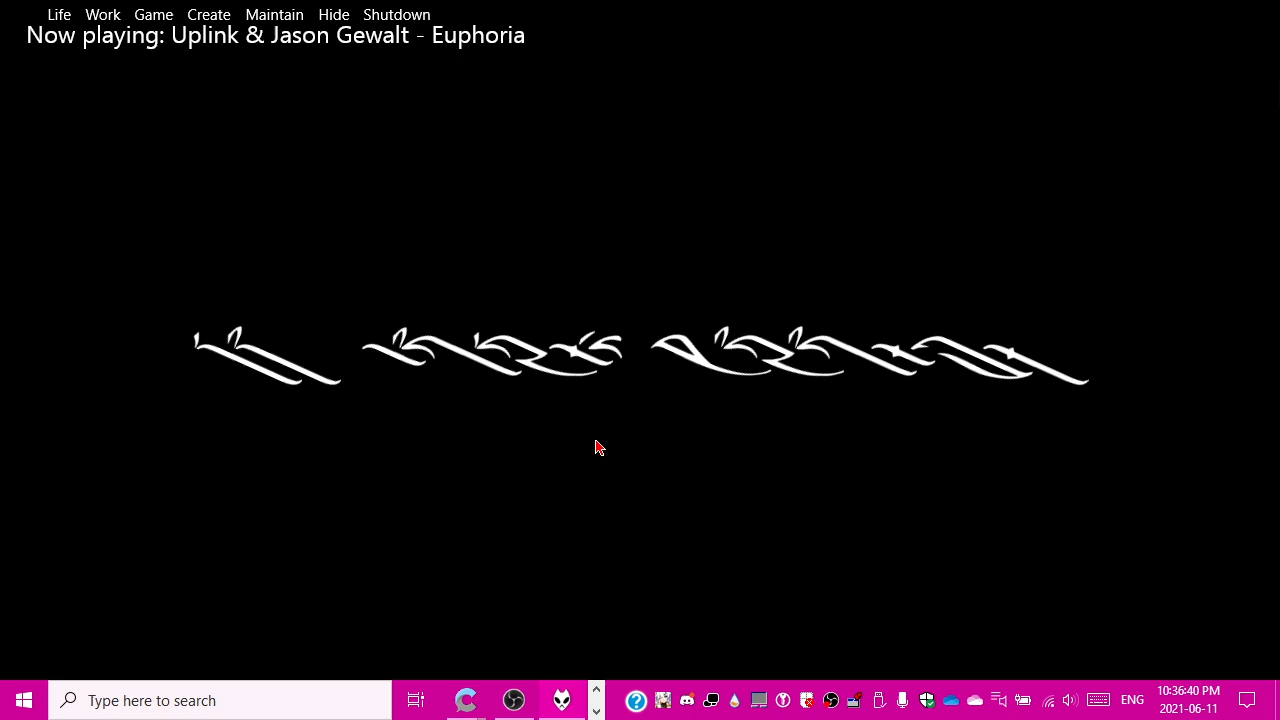 Life Work Game Create Maintain Hide Shutdown
Now playing: Uplink & Jason Gewalt - Euphoria
Type here to search
ENG
10:36:40 PM
2021-06-11